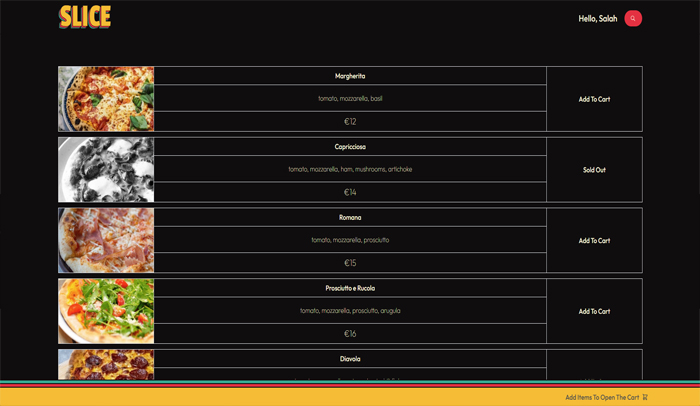 SLICE
Hello, Salah
Margherita
tomato, mozzarella, basil
€12
Add To Cart
Capricciosa
tomato, mozzarella, ham, mushrooms, artichoke
€14
Sold Out
Romana
tomato, mozzarella, prosciutto
€15
Add To Cart
Prosciutto e Rucola
tomato, mozzarella, prosciutto, arugula
€16
Add To Cart
Diavola
Add Items To Open The Cart